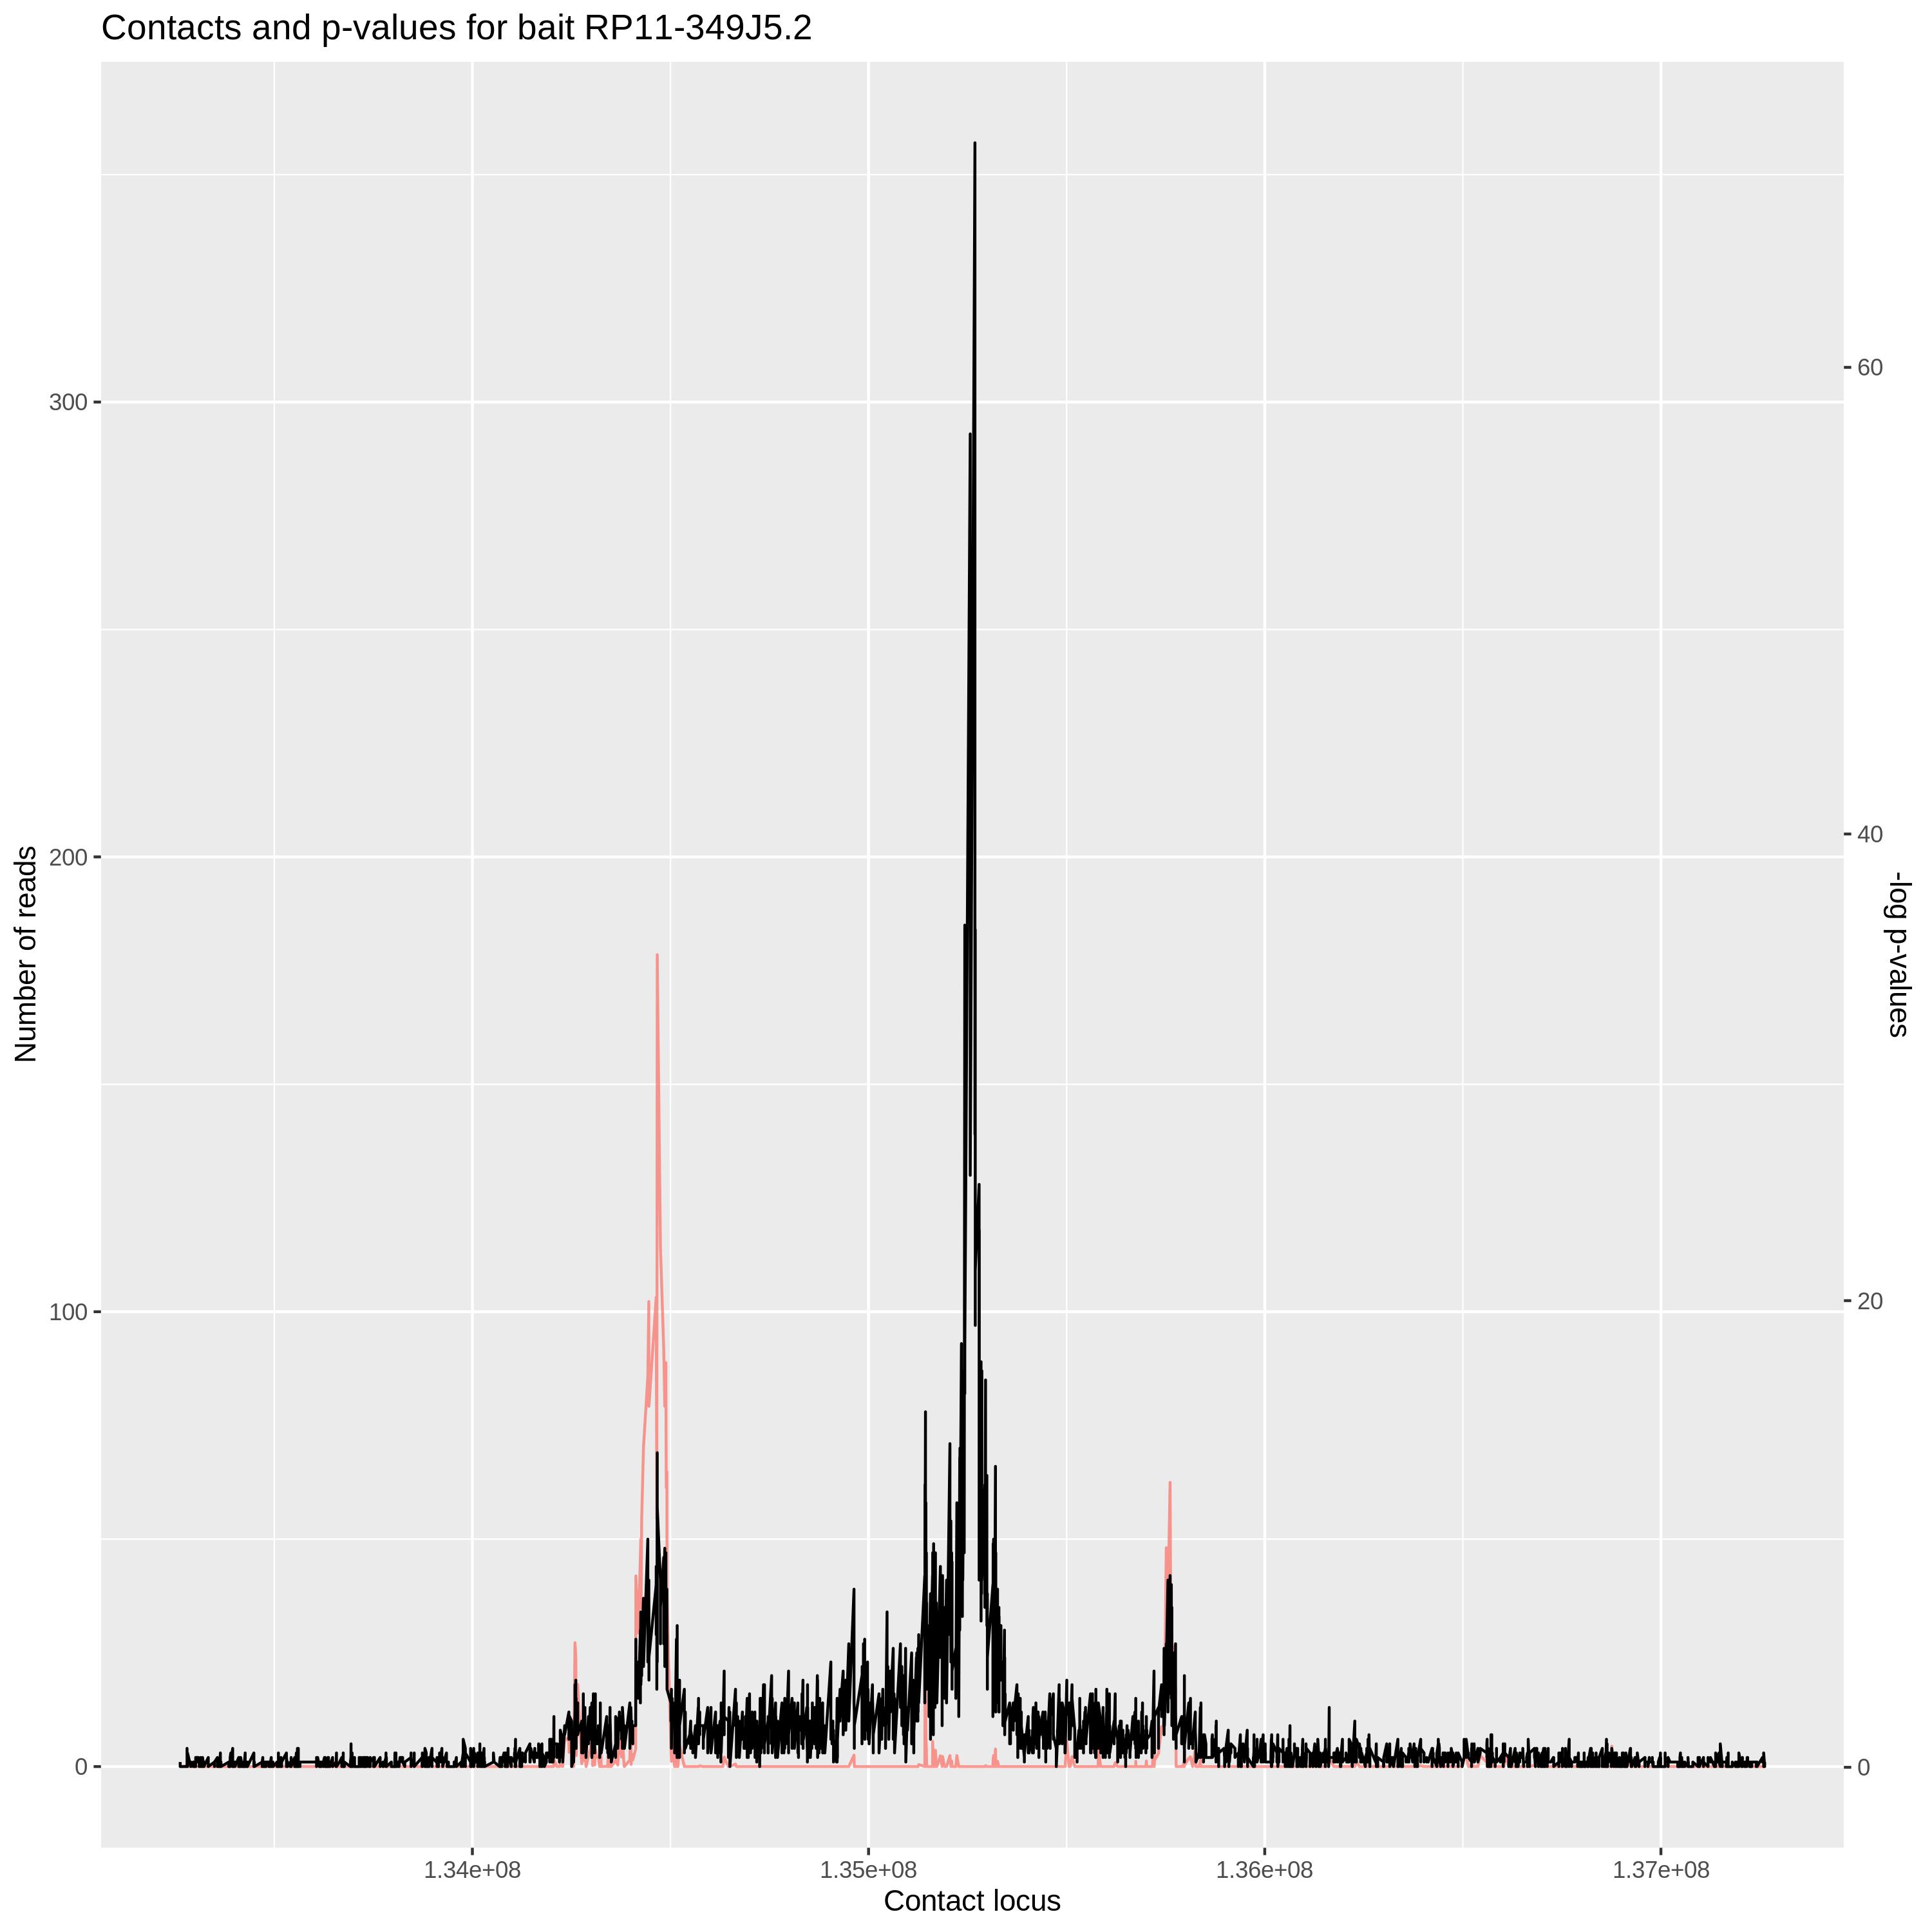 Contacts and p-values for bait RP11-349J5.2
Number of reads
300
200
100
0
60
40
20
0
-log p-values
1.34e+08 1.35e+08 1.36e+08 1.37e+08
Contact locus